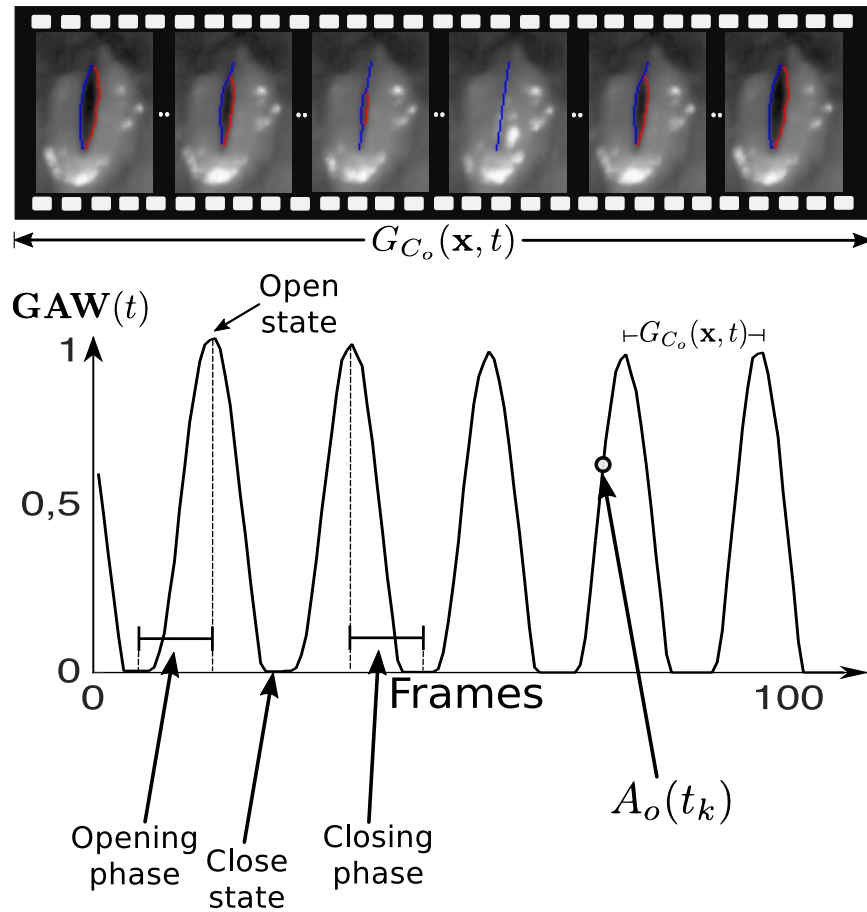 G_{C_o}(x, t)
GAW(t)
Open
state
1
G_{C_o}(x, t)
0,5
0
0
Frames
100
A_o(t_k)
Opening
phase
Close
state
Closing
phase